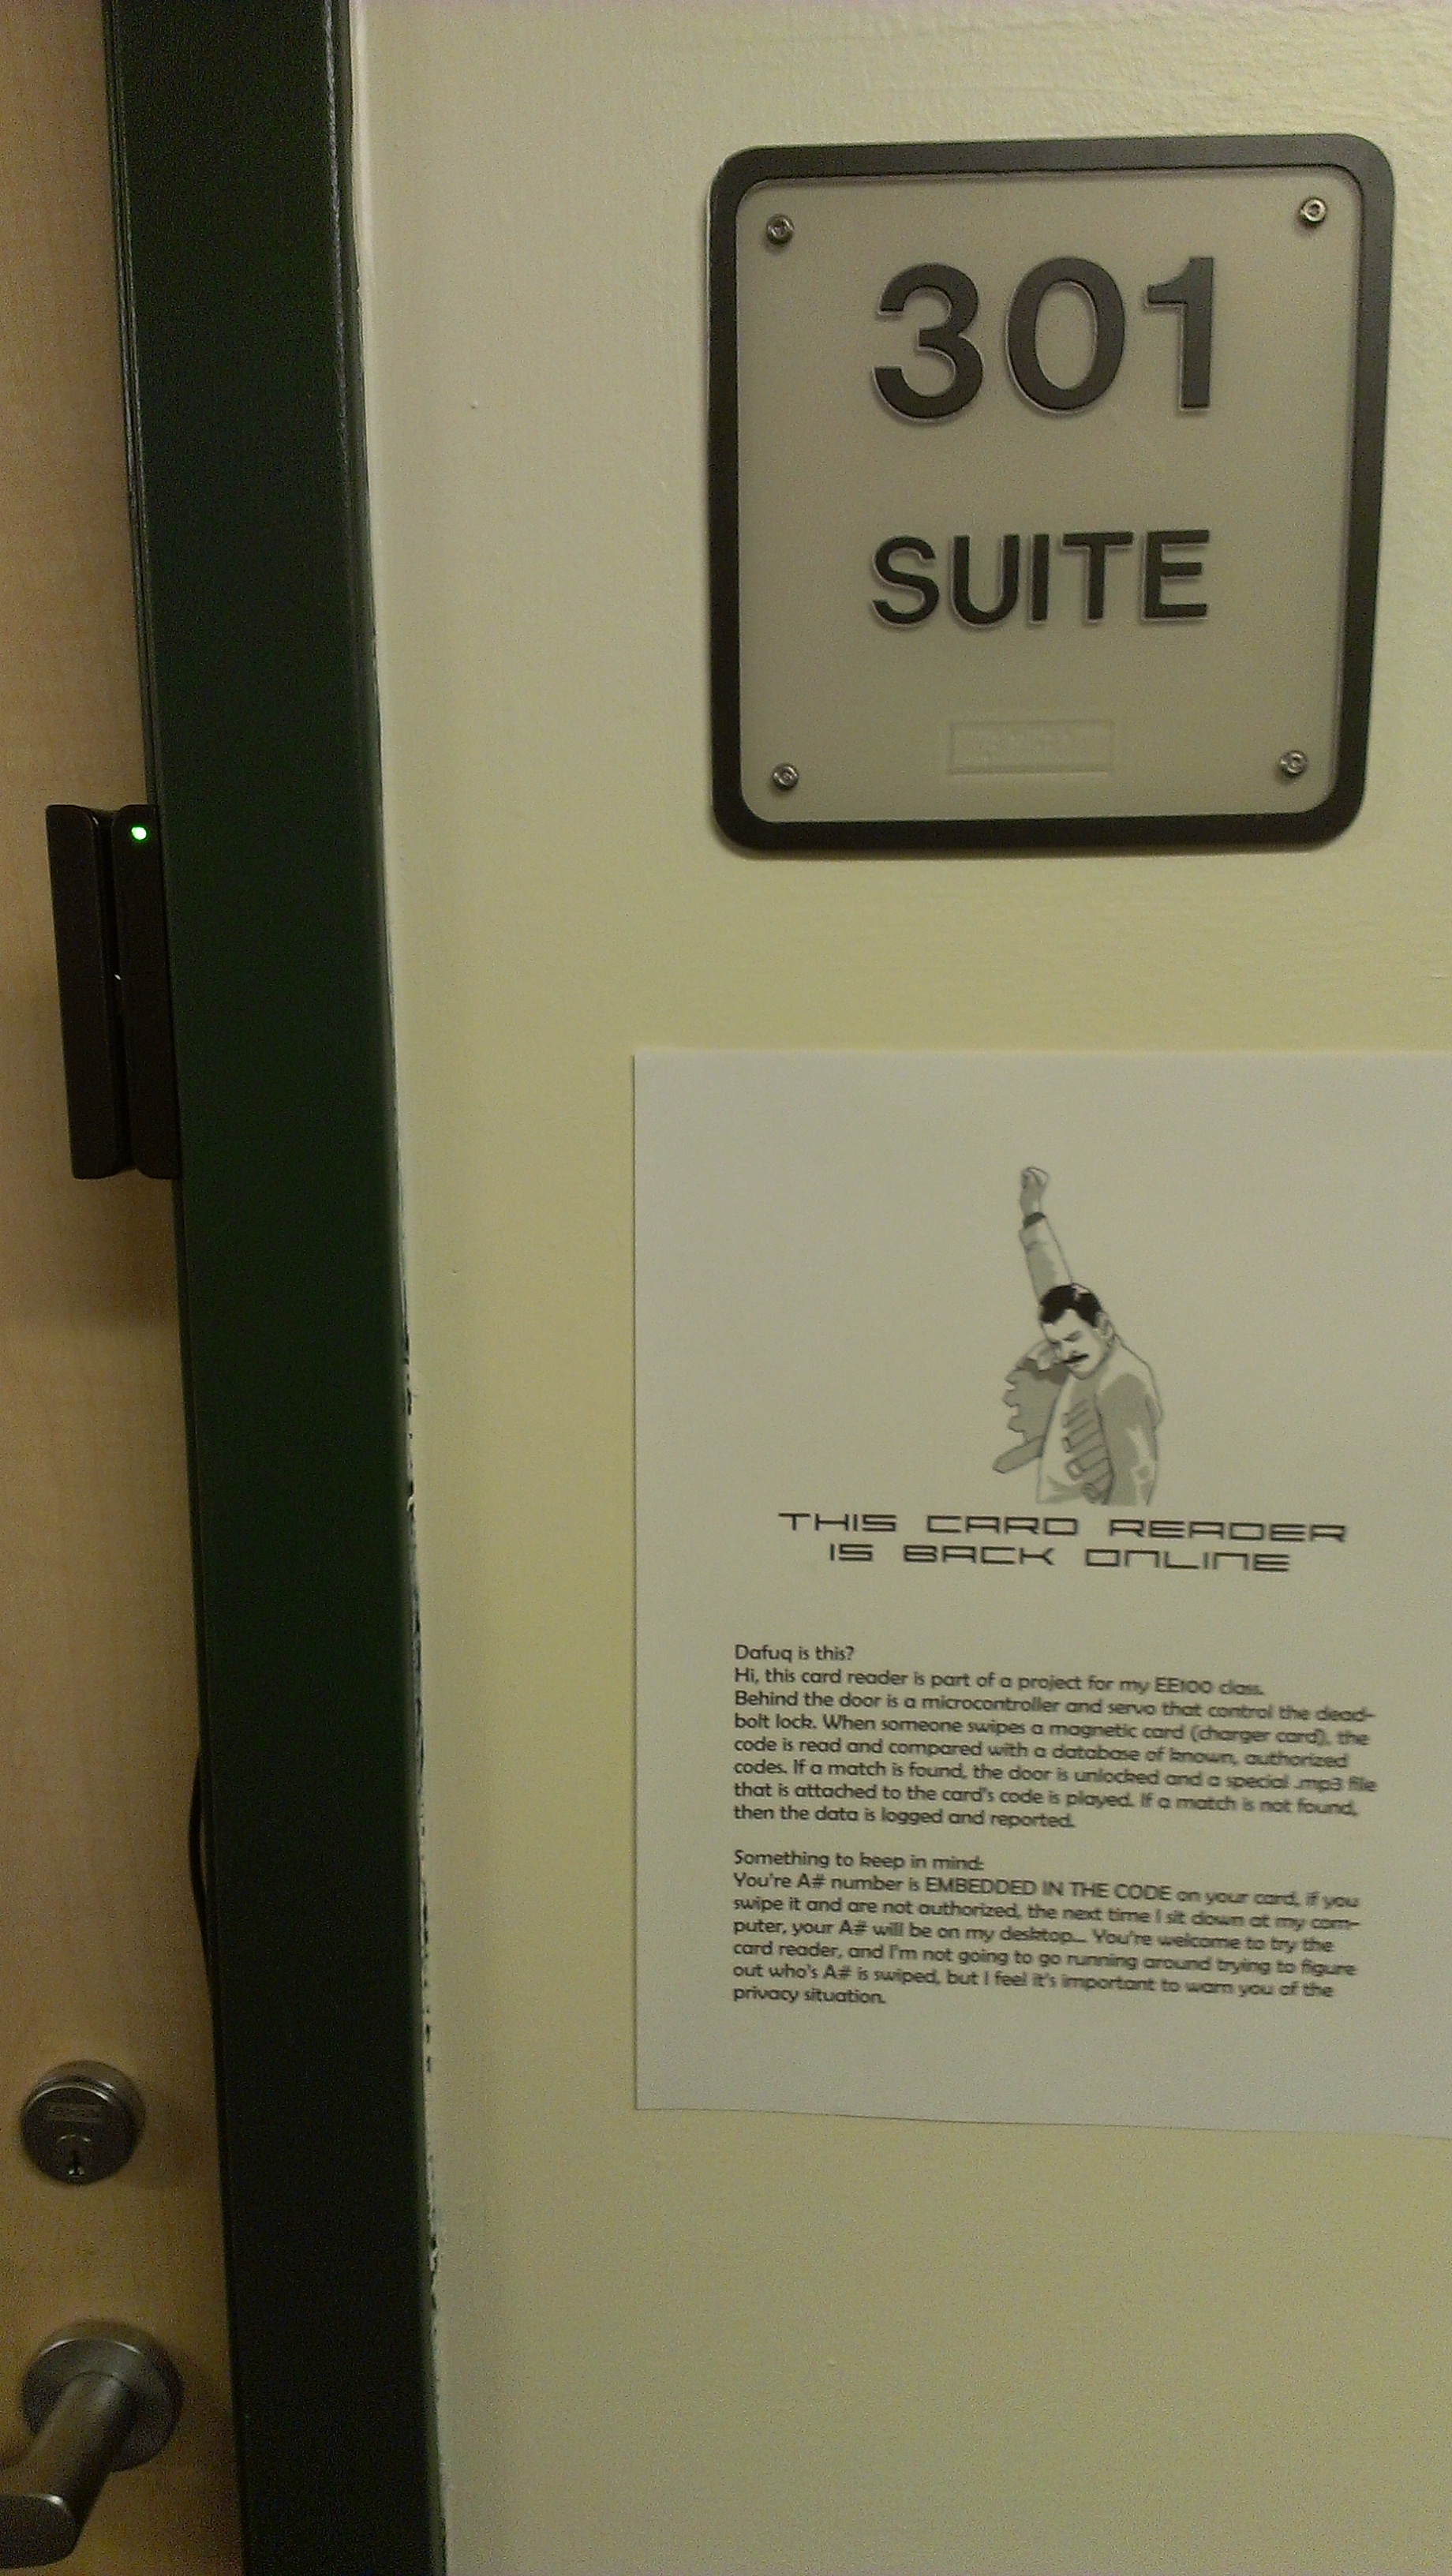 301
SUITE
THIS CARD READER
IS BACK ONLINE
Dafuq is this?
Hi, this card reader is part of a project for my EE100 class.
Behind the door is a microcontroller and servo that control the dead-
bolt lock. When someone swipes a magnetic card (charger card), the
code is read and compared with a database of known, authorized
codes. If a match is found, the door is unlocked and a special .mp3 file
that is attached to the card's code is played. If a match is not found,
then the data is logged and reported.
Something to keep in mind:
You're A# number is EMBEDDED IN THE CODE on your card, if you
swipe it and are not authorized, the next time I sit down at my com-
puter, your A# will be on my desktop... You're welcome to try the
card reader, and I'm not going to go running around trying to figure
out who's A# is swiped, but I feel it's important to warn you of the
privacy situation.